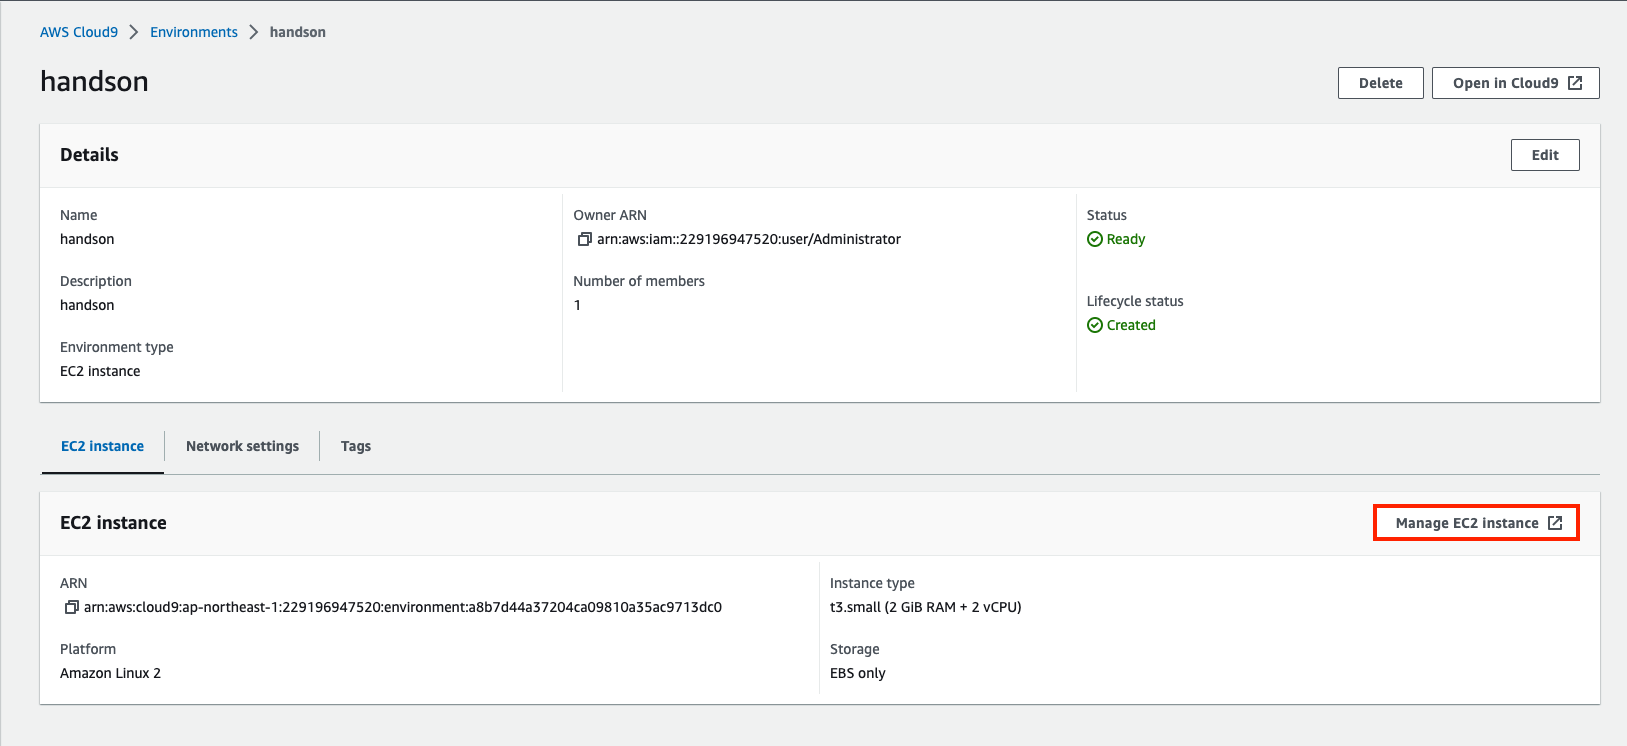 AWS Cloud9 > Environments > handson
handson
Delete
Open in Cloud9
Details
Edit
Name
handson
Description
handson
Environment type
EC2 instance
Owner ARN
arn:aws:iam::229196947520:user/Administrator
Number of members
1
Status
Ready
Lifecycle status
Created
EC2 instance
Network settings
Tags
EC2 instance
Manage EC2 instance
ARN
arn:aws:cloud9:ap-northeast-1:229196947520:environment:a8b7d44a37204ca09810a35ac9713dc0
Platform
Amazon Linux 2
Instance type
t3.small (2 GiB RAM + 2 vCPU)
Storage
EBS only